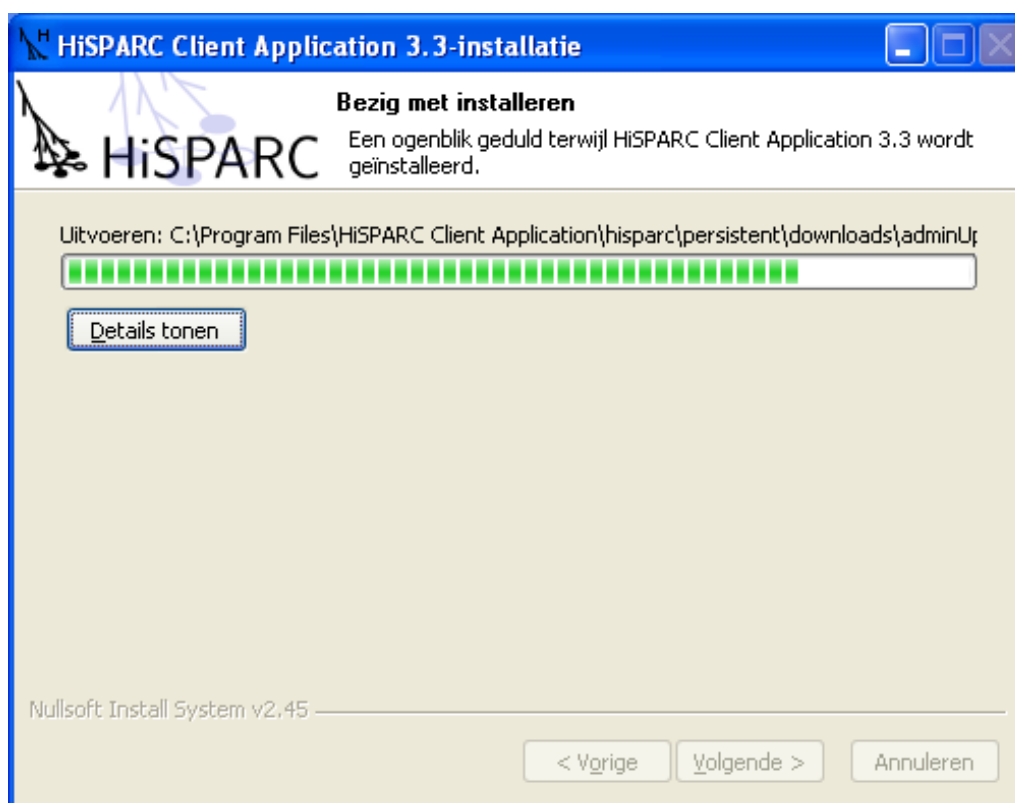 H
HiSPARC Client Application 3.3-installatie
HiSPARC
Bezig met installeren
Een ogenblik geduld terwijl HiSPARC Client Application 3.3 wordt
geïnstalleerd.
Uitvoeren: C:\Program Files\HiSPARC Client Application\hisparc\persistent\downloads\adminUp
Details tonen
Nullsoft Install System v2.45
< Vorige
Volgende >
Annuleren